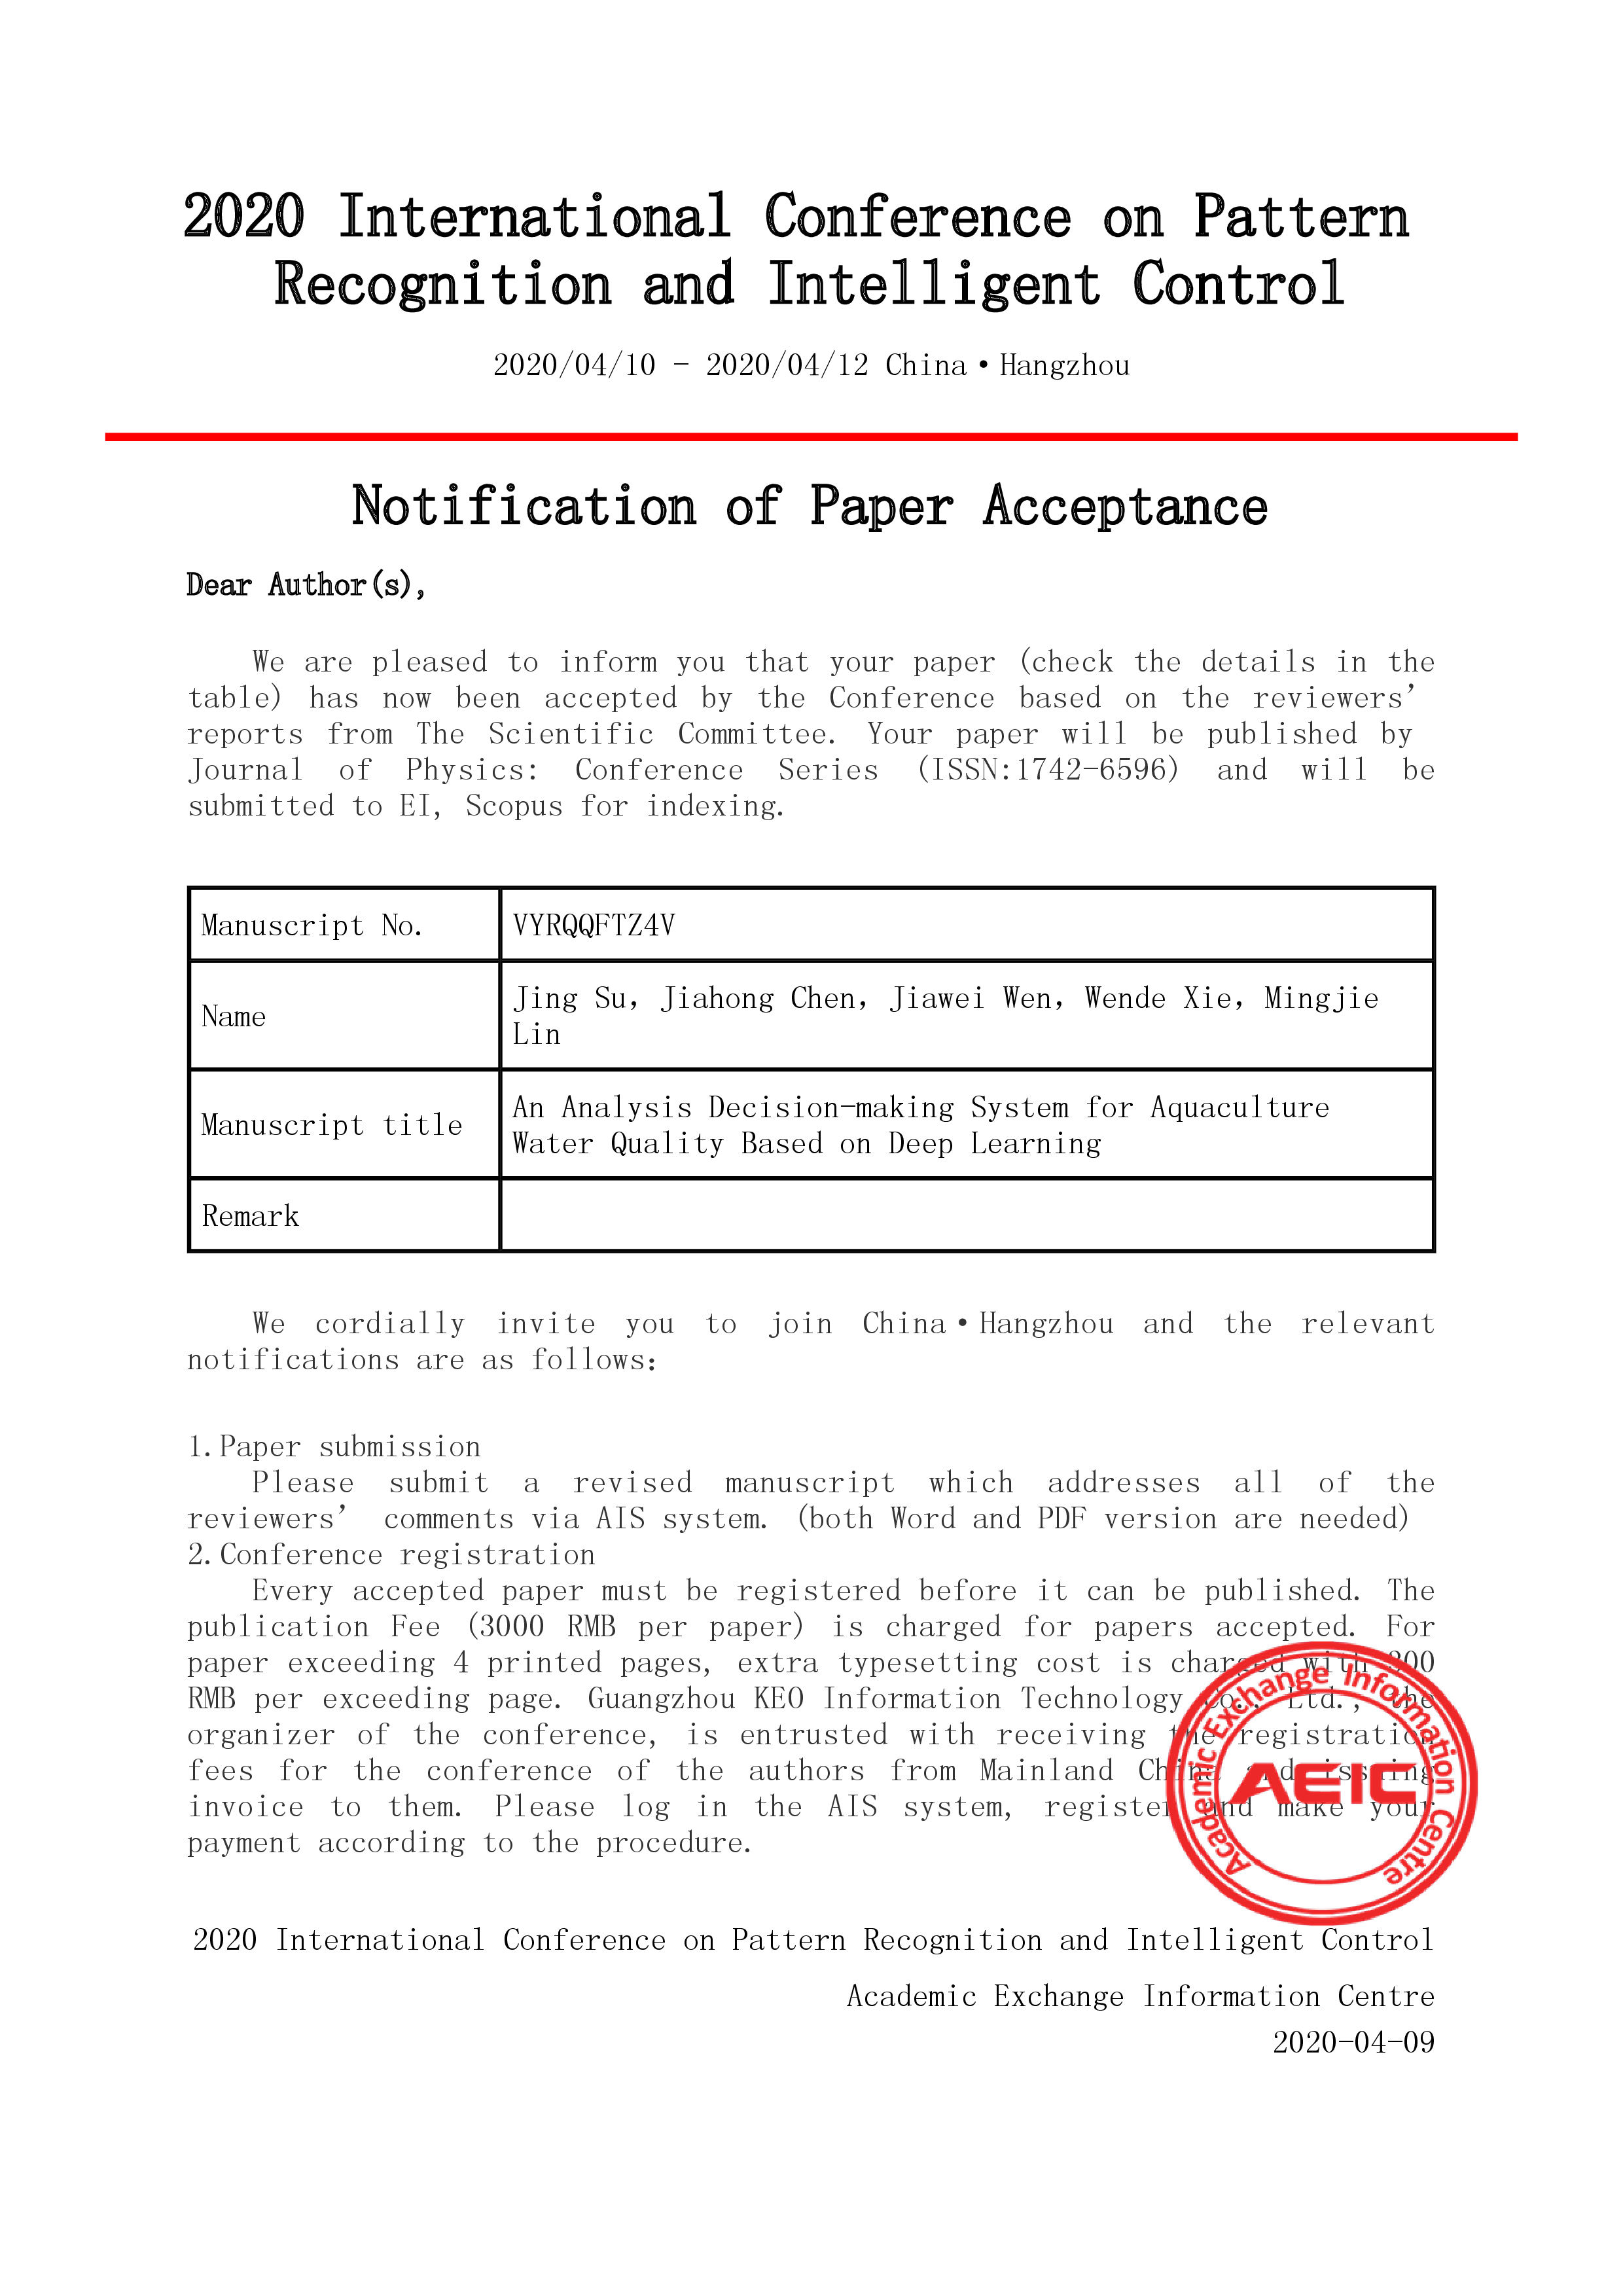 2020 International Conference on Pattern
Recognition and Intelligent Control
2020/04/10 - 2020/04/12 China·Hangzhou
Notification of Paper Acceptance
Dear Author(s),
We are pleased to inform you that your paper (check the details in the
table) has now been accepted by the Conference based on the reviewers’
reports from The Scientific Committee. Your paper will be published by
Journal of Physics: Conference Series (ISSN:1742-6596) and will be
submitted to EI, Scopus for indexing.
Manuscript No.
VYRQQFTZ4V
Name
Jing Su, Jiahong Chen, Jiawei Wen, Wende Xie, Mingjie
Lin
Manuscript title
An Analysis Decision-making System for Aquaculture
Water Quality Based on Deep Learning
Remark
We cordially invite you to join China·Hangzhou and the relevant
notifications are as follows:
1.Paper submission
Please submit a revised manuscript which addresses all of the
reviewers’ comments via AIS system. (both Word and PDF version are needed)
2.Conference registration
Every accepted paper must be registered before it can be published. The
publication Fee (3000 RMB per paper) is charged for papers accepted. For
paper exceeding 4 printed pages, extra typesetting cost is charged with 300
RMB per exceeding page. Guangzhou KEO Information Technology Co., Ltd., the
organizer of the conference, is entrusted with receiving the registration
fees for the conference of the authors from Mainland China and issuing
invoice to them. Please log in the AIS system, register and make your
payment according to the procedure.
Academic Exchange Information Centre
AEIC
2020 International Conference on Pattern Recognition and Intelligent Control
Academic Exchange Information Centre
2020-04-09